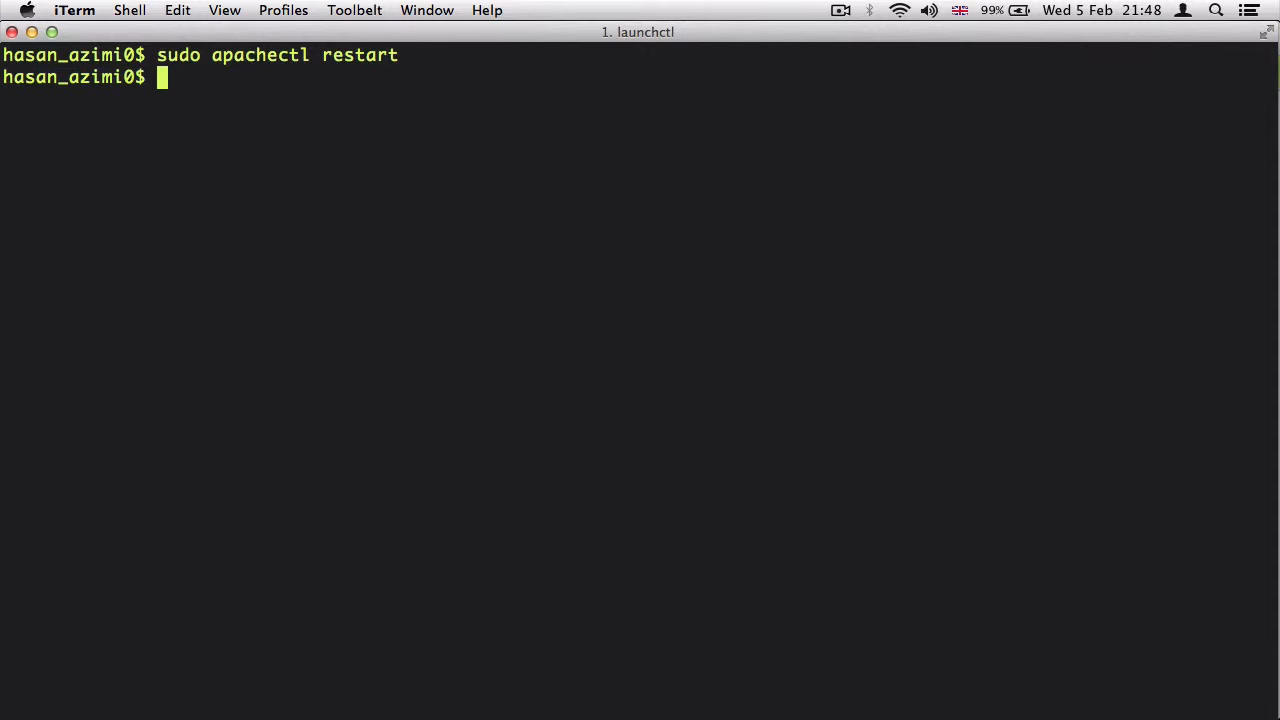 iTerm Shell Edit View Profiles Toolbelt Window Help 99% Wed 5 Feb 21:48
1. launchctl
hasan_azimi0$ sudo apachectl restart
hasan_azimi0$